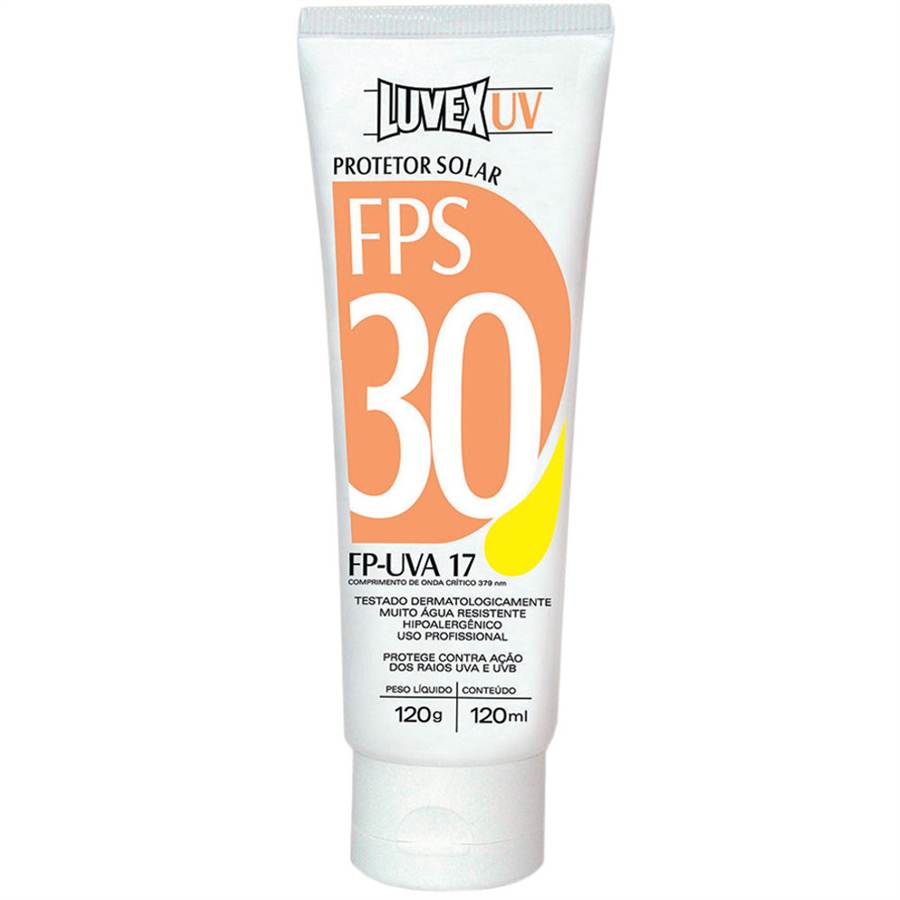 LUVEX UV
PROTETOR SOLAR
FPS
30
FP-UVA 17
COMPRIMENTO DE ONDA CRÍTICO 379 nm
TESTADO DERMATOLOGICAMENTE
MUITO ÁGUA RESISTENTE
HIPOALERGÊNICO
USO PROFISSIONAL
PROTEGE CONTRA AÇÃO
DOS RAIOS UVA E UVB
PESO LÍQUIDO CONTEÚDO
120g 120ml